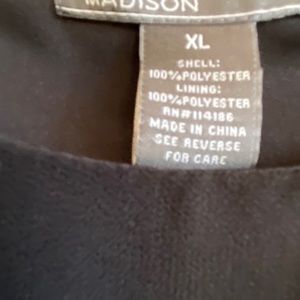 MADISON
XL
SHELL:
100%POLYESTER
LINING:
100%POLYESTER
RN#114186
MADE IN CHINA
SEE REVERSE
FOR CARE